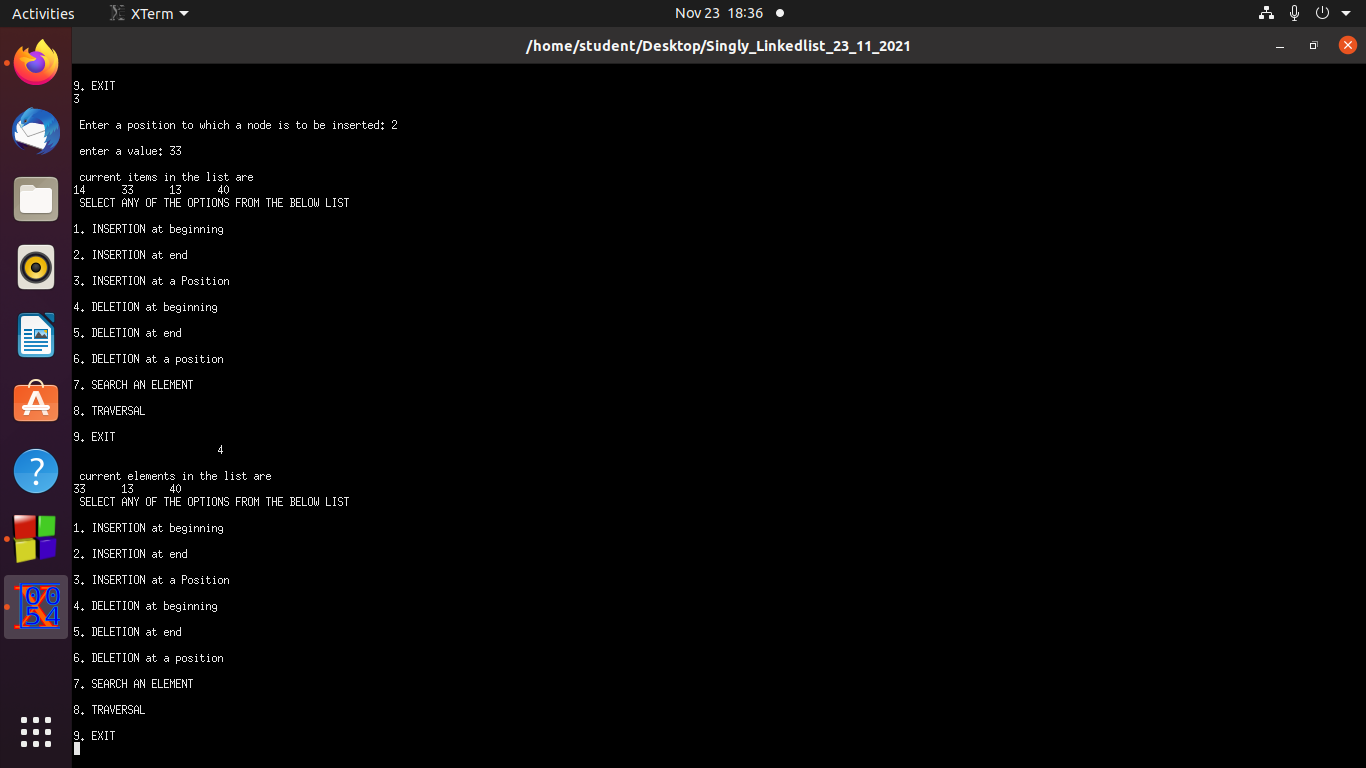 Activities XTerm Nov 23 18:36
/home/student/Desktop/Singly_Linkedlist_23_11_2021
9. EXIT
3
Enter a position to which a node is to be inserted: 2
enter a value: 33
current items in the list are
14 33 13 40
SELECT ANY OF THE OPTIONS FROM THE BELOW LIST
1. INSERTION at beginning
2. INSERTION at end
3. INSERTION at a Position
4. DELETION at beginning
5. DELETION at end
6. DELETION at a position
7. SEARCH AN ELEMENT
8. TRAVERSAL
9. EXIT
4
current elements in the list are
33 13 40
SELECT ANY OF THE OPTIONS FROM THE BELOW LIST
1. INSERTION at beginning
2. INSERTION at end
3. INSERTION at a Position
4. DELETION at beginning
5. DELETION at end
6. DELETION at a position
7. SEARCH AN ELEMENT
8. TRAVERSAL
9. EXIT
?
00
54